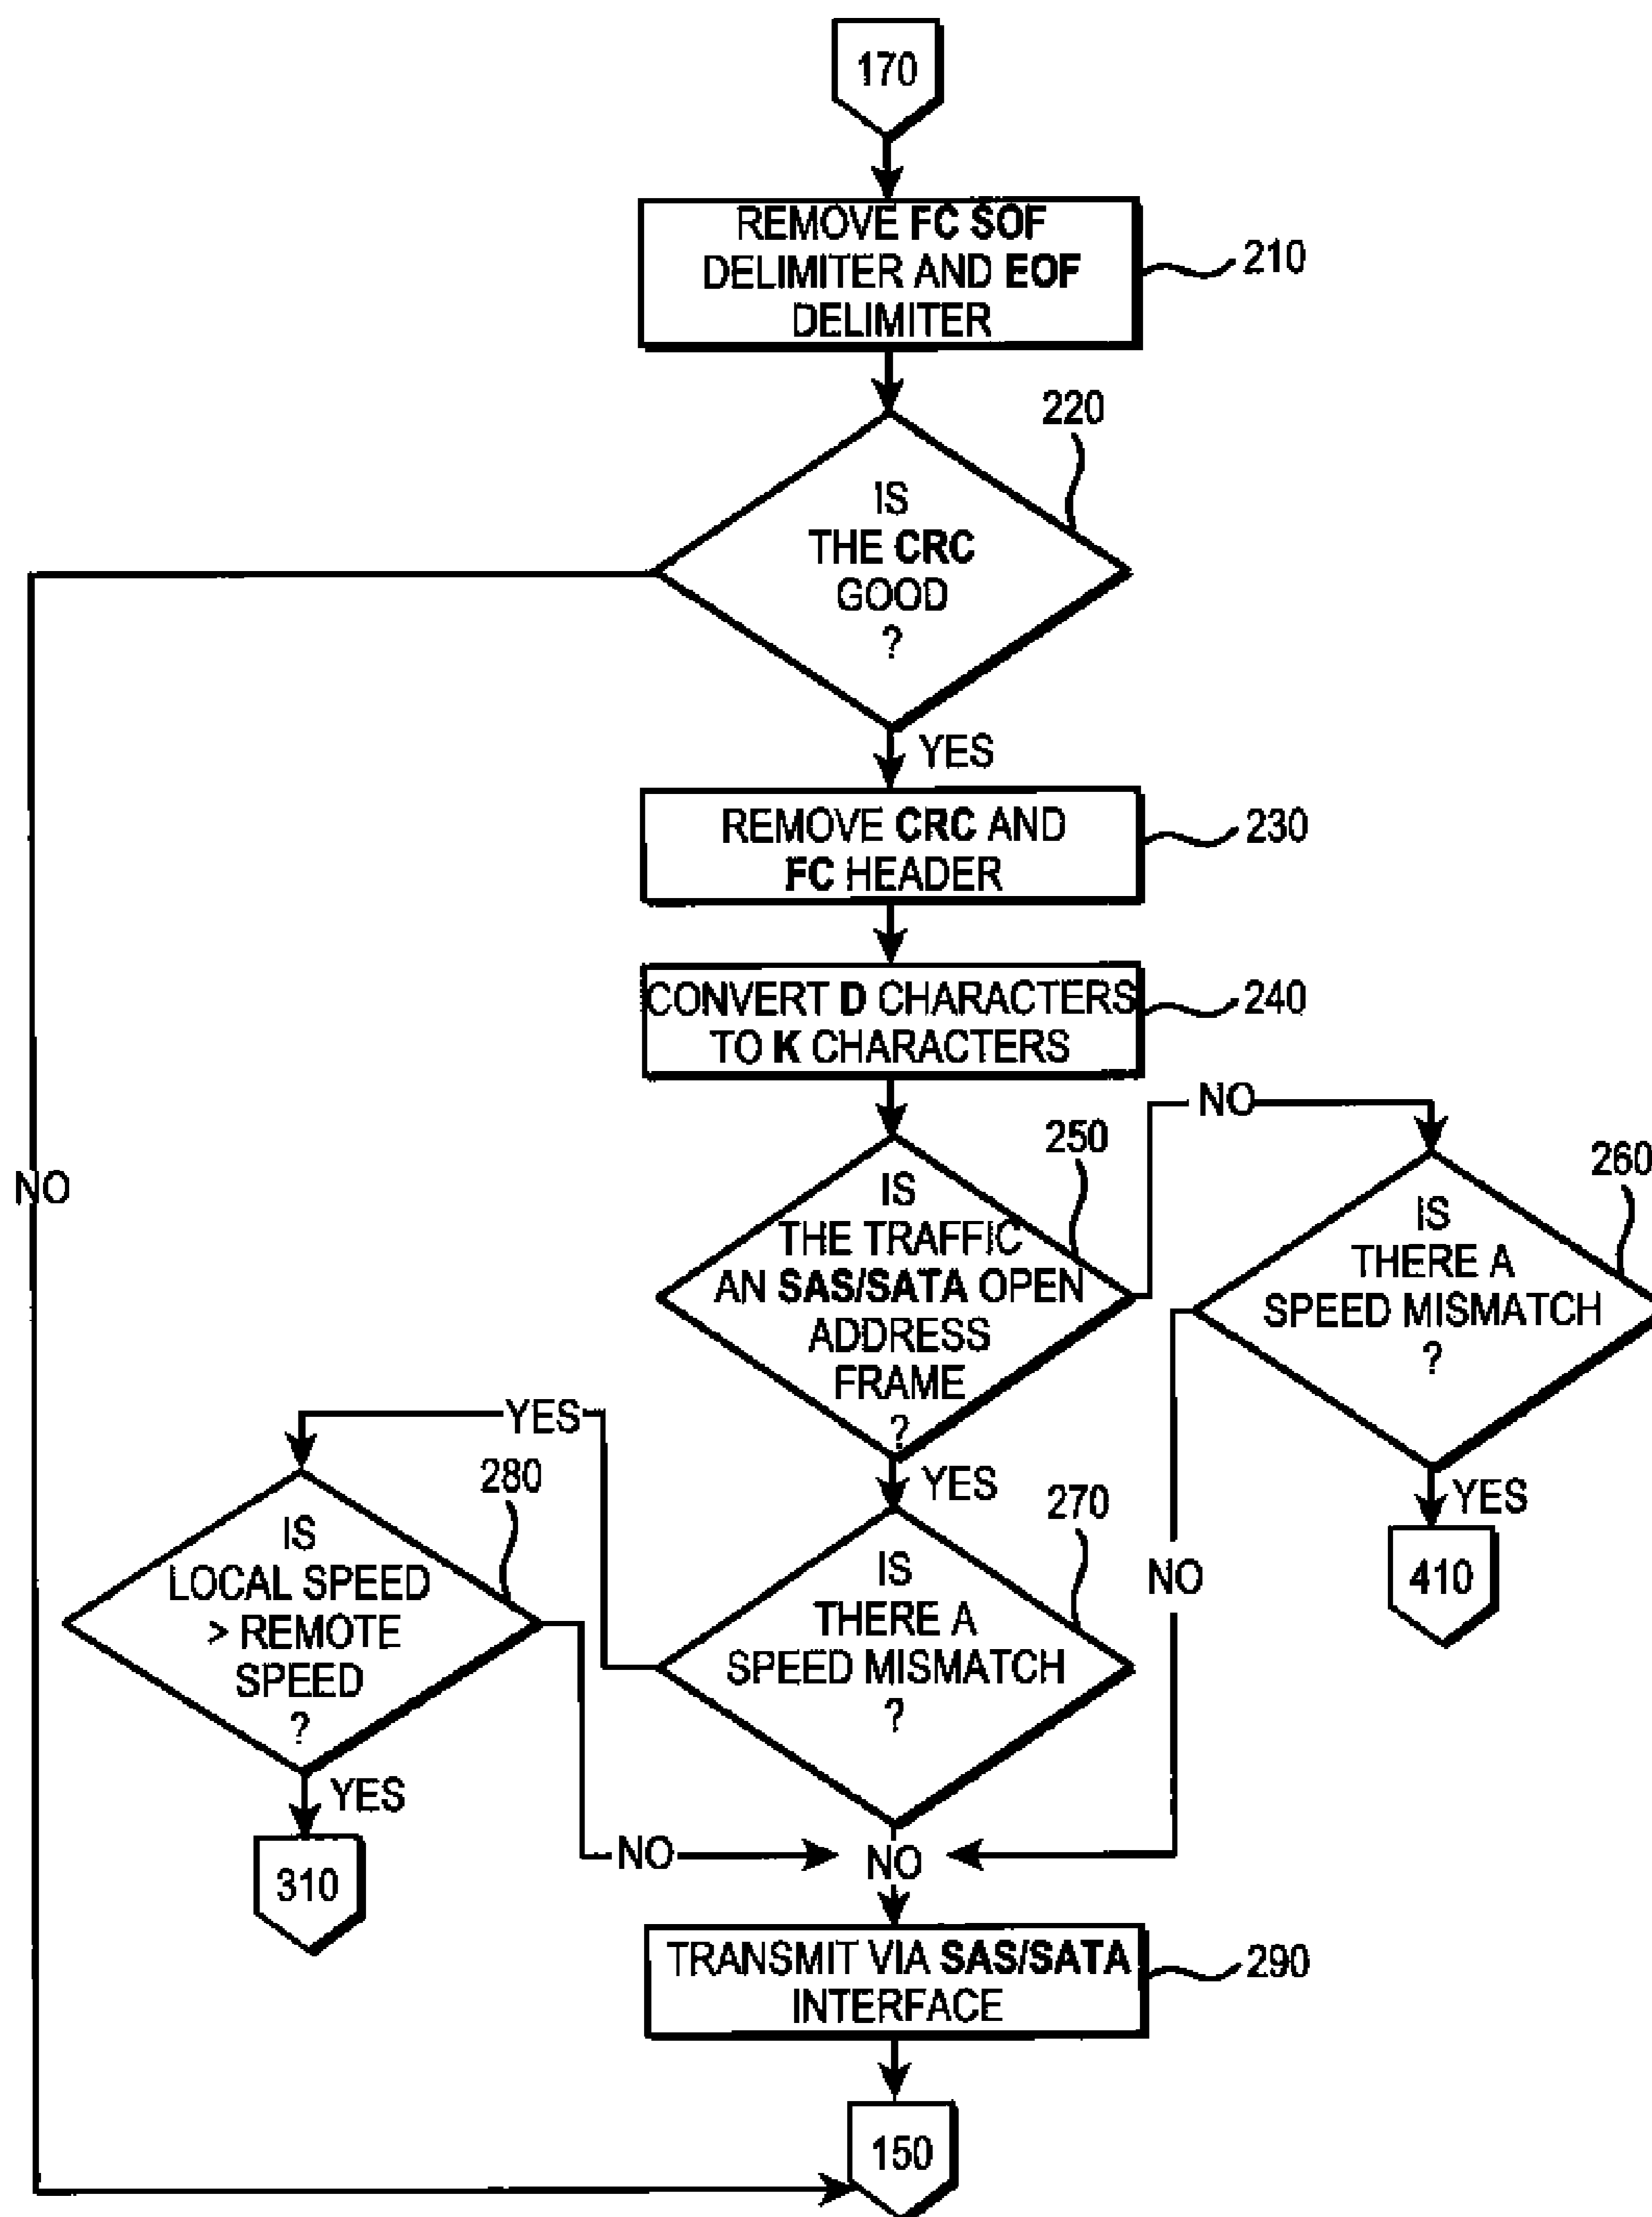 170
REMOVE FC SOF
DELIMITER AND EOF
DELIMITER
210
220
IS
THE CRC
GOOD
?
YES
REMOVE CRC AND
FC HEADER
230
CONVERT D CHARACTERS
TO K CHARACTERS
240
NO
NO
250
IS
THE TRAFFIC
AN SAS/SATA OPEN
ADDRESS
FRAME
?
260
IS
THERE A
SPEED MISMATCH
?
YES
YES
YES
410
280
IS
LOCAL SPEED
> REMOTE
SPEED
?
270
IS
THERE A
SPEED MISMATCH
?
NO
YES
310
NO
NO
TRANSMIT VIA SAS/SATA
INTERFACE
290
150